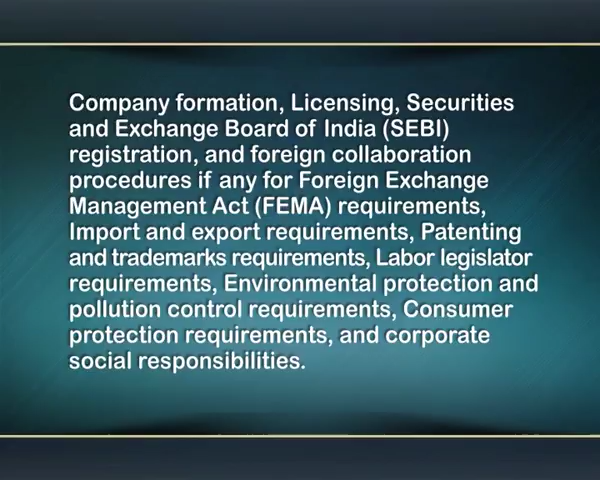 Company formation, Licensing, Securities
and Exchange Board of India (SEBI)
registration, and foreign collaboration
procedures if any for Foreign Exchange
Management Act (FEMA) requirements,
Import and export requirements, Patenting
and trademarks requirements, Labor legislator
requirements, Environmental protection and
pollution control requirements, Consumer
protection requirements, and corporate
social responsibilities.